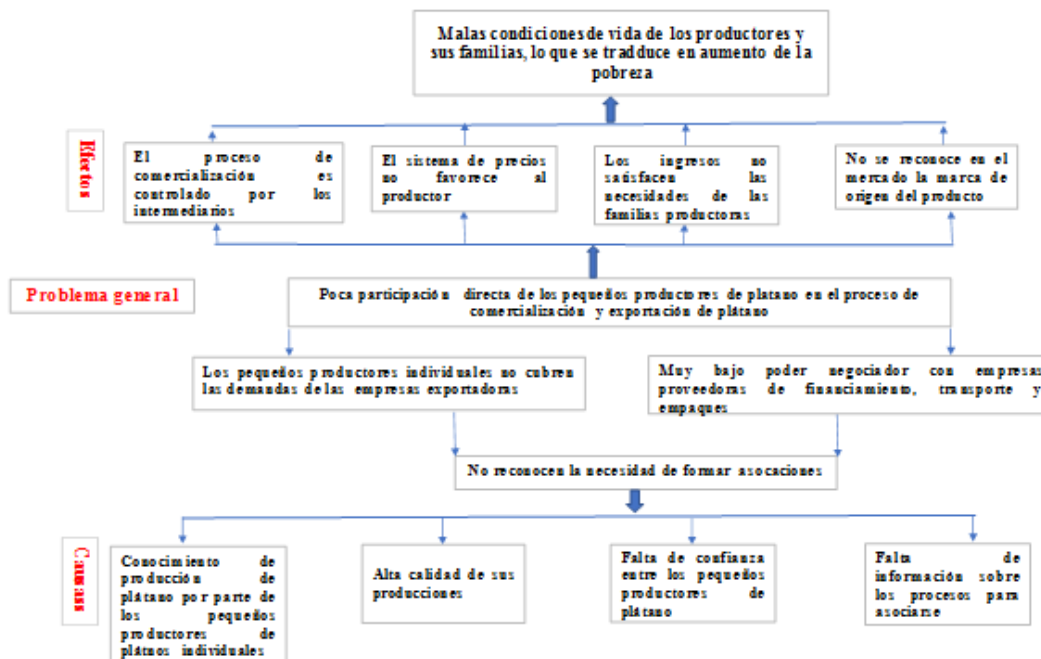 Malas condiciones de vida de los productores y
sus familias, lo que se tradduce en aumento de la
pobreza
Efectos
El proceso de
comercialización es
controlado por los
intermediarios
El sistema de precios
no favorece al
productor
Los ingresos no
satisfacen las
necesidades de las
familias productoras
No se reconoce en el
mercado la marca de
origen del producto
Problema general
Poca participación directa de los pequeños productores de platano en el proceso de
comercialización y exportación de plátano
Los pequeños productores individuales no cubren
las demandas de las empresas exportadoras
Muy bajo poder negociador con empresas
proveedoras de financiamiento, transporte y
empaques
No reconocen la necesidad de formar asocaciones
Causas
Conocimiento de
producción de
plátano por parte de
los pequeños
productores de
plátnos individuales
Alta calidad de sus
producciones
Falta de confianza
entre los pequeños
productores de
plátano
Falta de
información sobre
los procesos para
asociarse